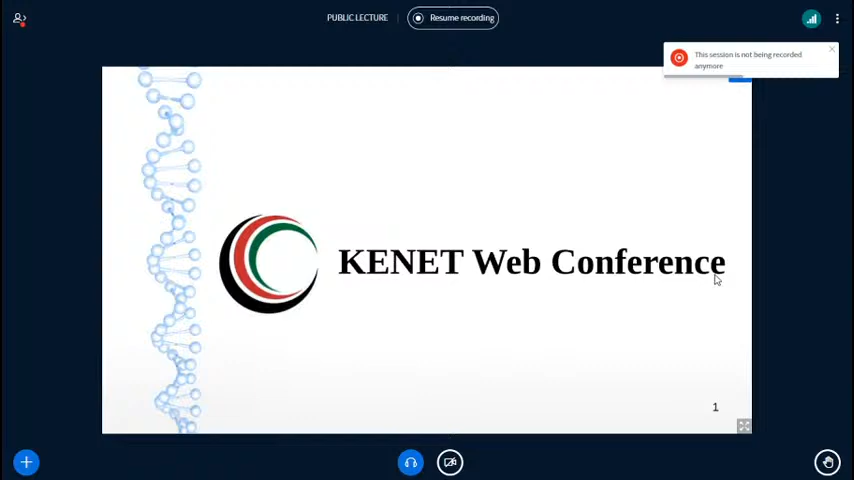 PUBLIC LECTURE
Resume recording
This session is not being recorded
anymore
KENET Web Conference
1